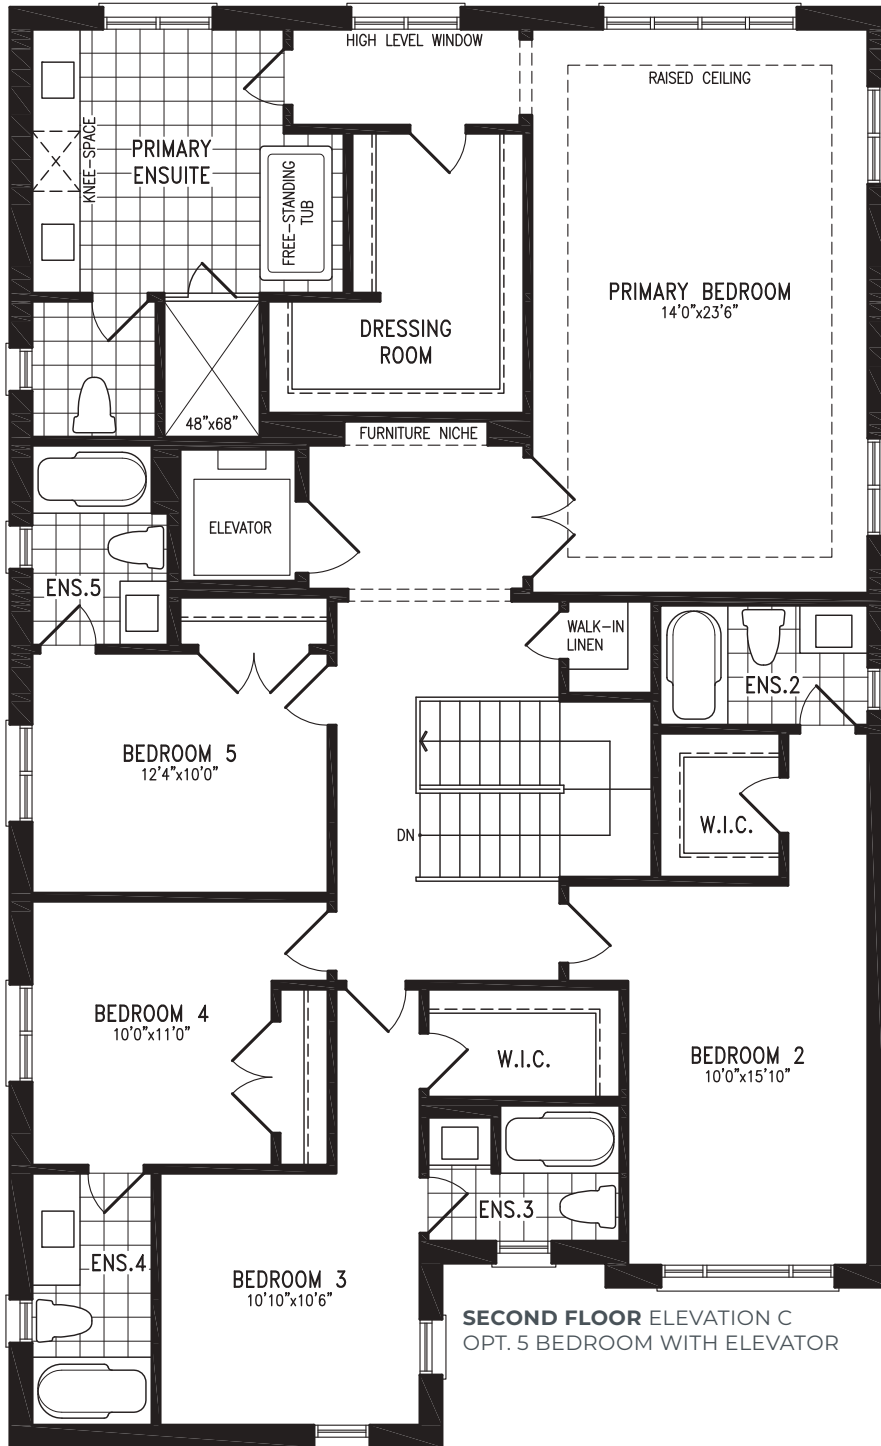 HIGH LEVEL WINDOW
RAISED CEILING
KNEE-SPACE
PRIMARY
ENSUITE
FREE-STANDING
TUB
PRIMARY BEDROOM
14'0"x23'6"
DRESSING
ROOM
48"x68"
FURNITURE NICHE
ELEVATOR
ENS.5
WALK-IN
LINEN
ENS.2
BEDROOM 5
12'4"x10'0"
W.I.C.
DN
BEDROOM 4
10'0"x11'0"
W.I.C.
BEDROOM 2
10'0"x15'10"
ENS.3
ENS.4
BEDROOM 3
10'10"x10'6"
SECOND FLOOR ELEVATION C
OPT. 5 BEDROOM WITH ELEVATOR